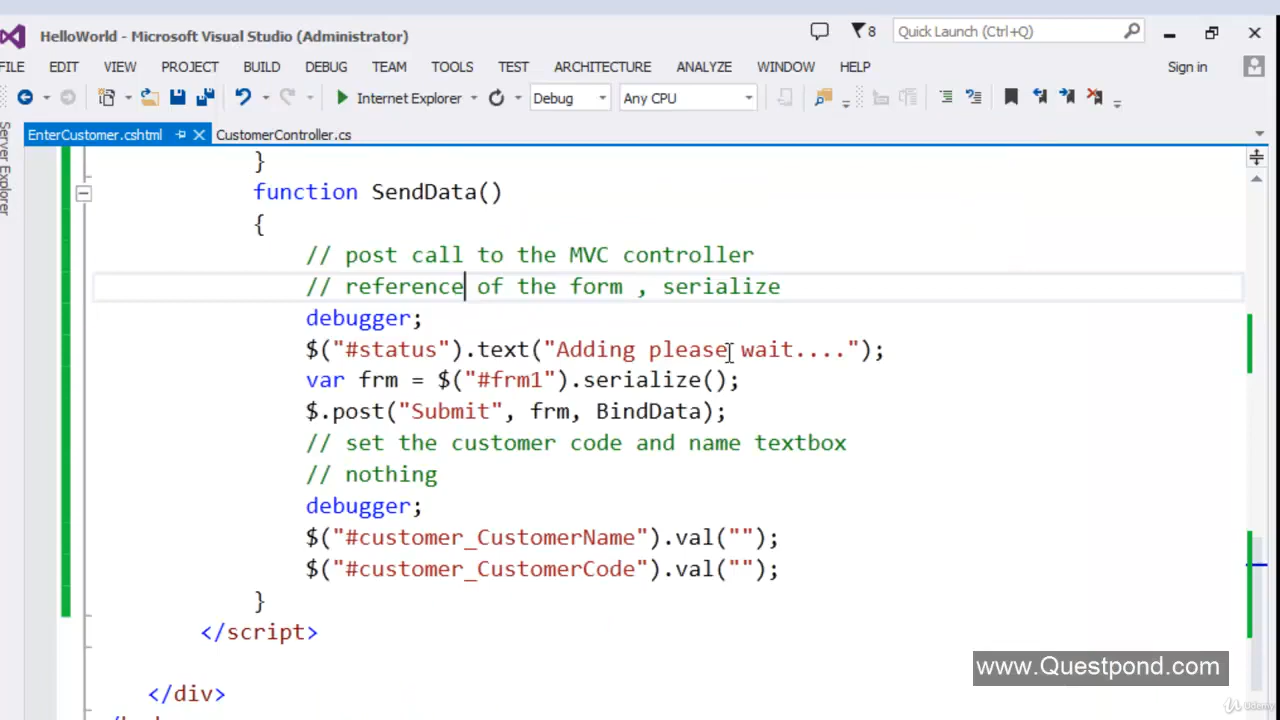 HelloWorld - Microsoft Visual Studio (Administrator)
8
Quick Launch (Ctrl+Q)
FILE EDIT VIEW PROJECT BUILD DEBUG TEAM TOOLS TEST ARCHITECTURE ANALYZE WINDOW HELP
Sign in
Internet Explorer
Debug
Any CPU
Server Explorer
EnterCustomer.cshtml
CustomerController.cs
}
function SendData()
{
// post call to the MVC controller
// reference of the form , serialize
debugger;
$("#status").text("Adding please wait....");
var frm = $("#frm1").serialize();
$.post("Submit", frm, BindData);
// set the customer code and name textbox
// nothing
debugger;
$("#customer_CustomerName").val("");
$("#customer_CustomerCode").val("");
}
</script>
www.Questpond.com
</div>
Udemy